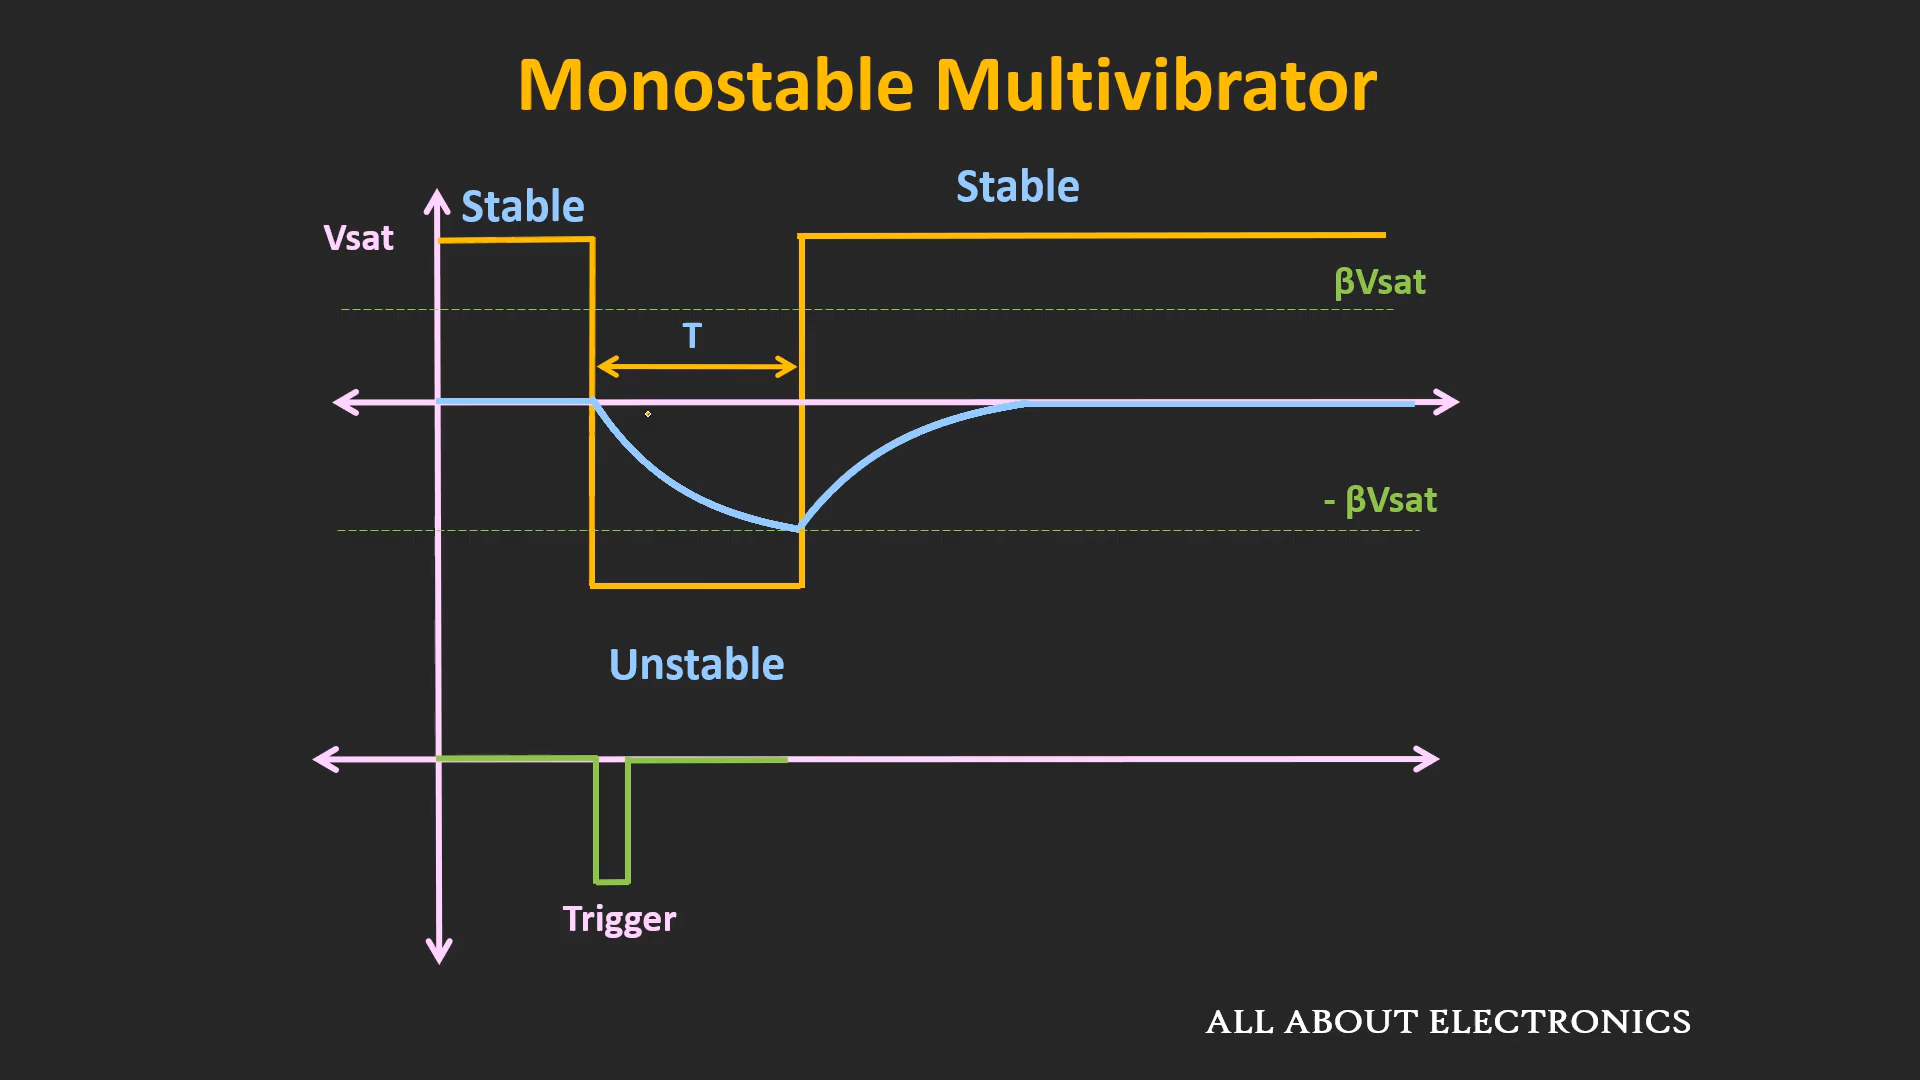 Monostable Multivibrator
Stable
Stable
Vsat
βVsat
T
- βVsat
Unstable
Trigger
ALL ABOUT ELECTRONICS